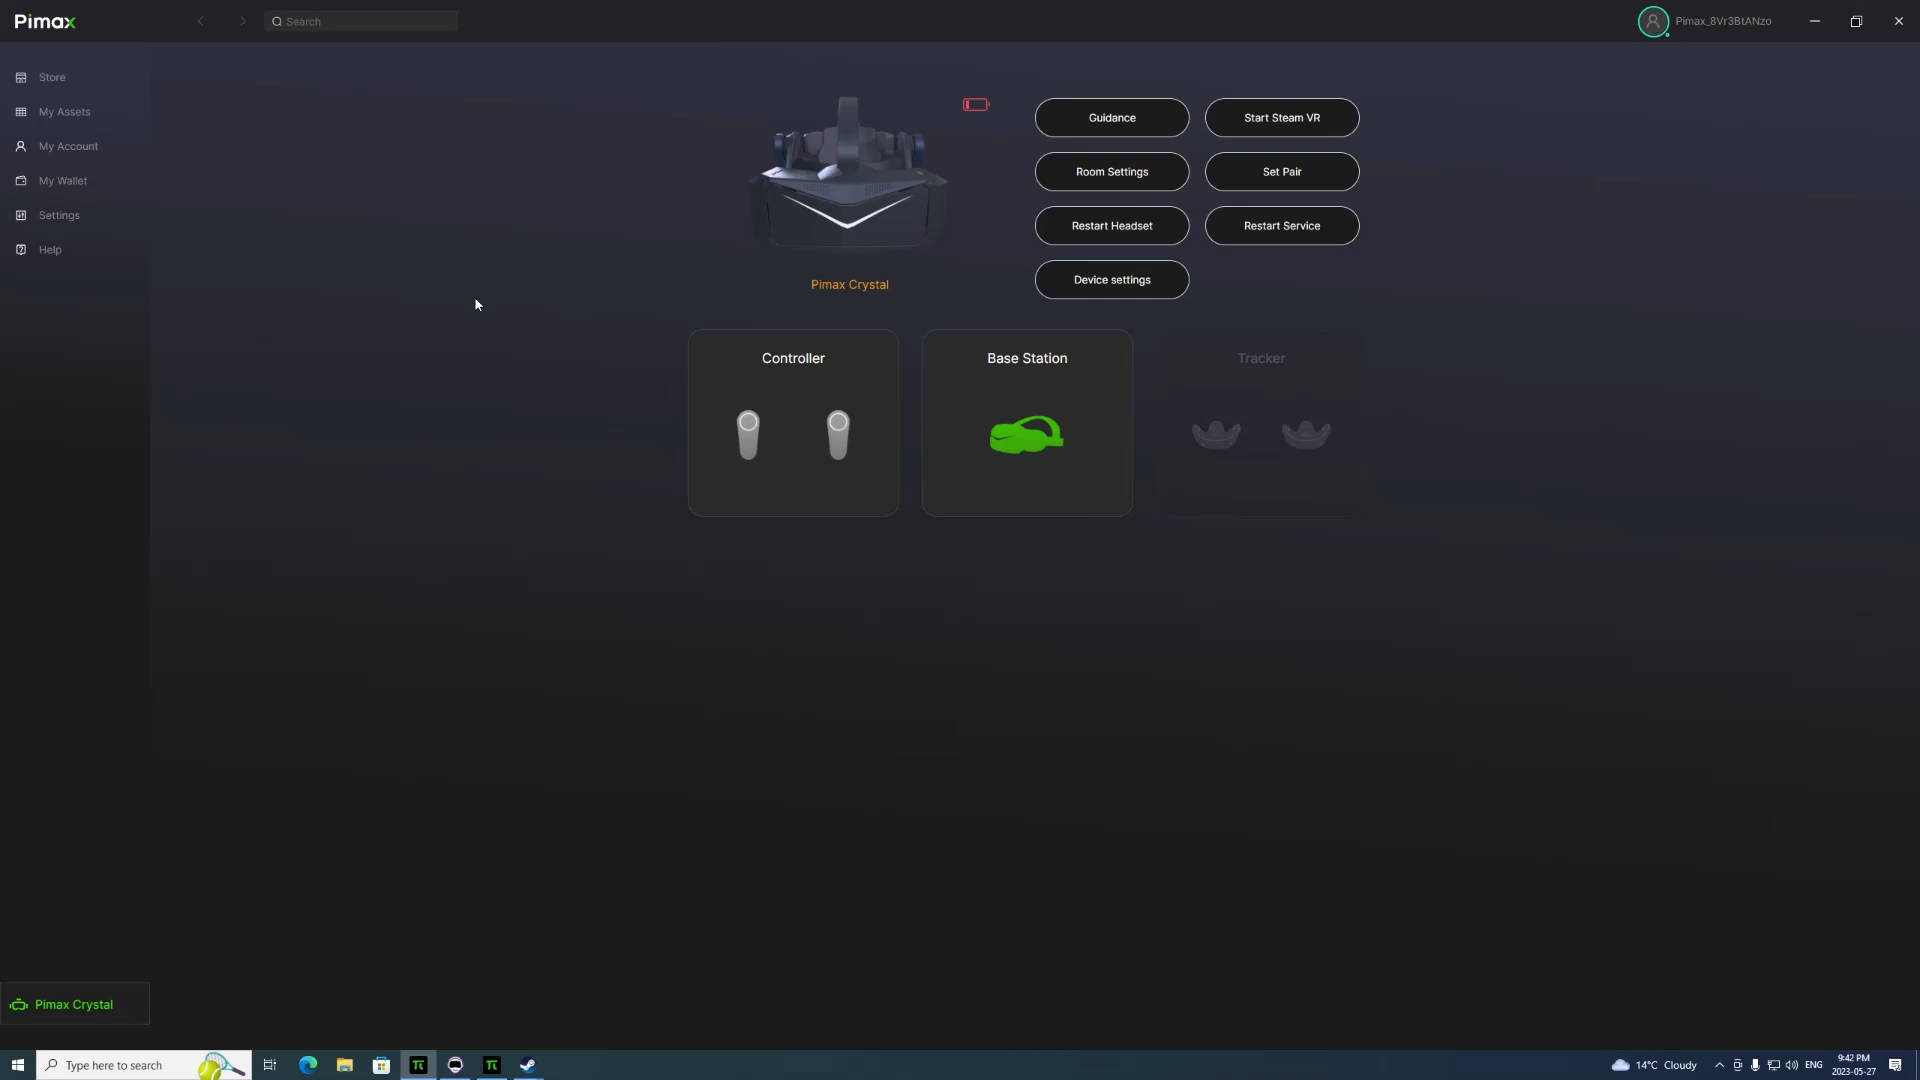 Pimax
Search
Pimax_8Vr3BtANzo
Store
My Assets
My Account
My Wallet
Settings
Help
Guidance
Start Steam VR
Room Settings
Set Pair
Restart Headset
Restart Service
Device settings
Pimax Crystal
Controller
Base Station
Tracker
Pimax Crystal
Type here to search
14°C Cloudy
ENG
9:42 PM
2023-05-27